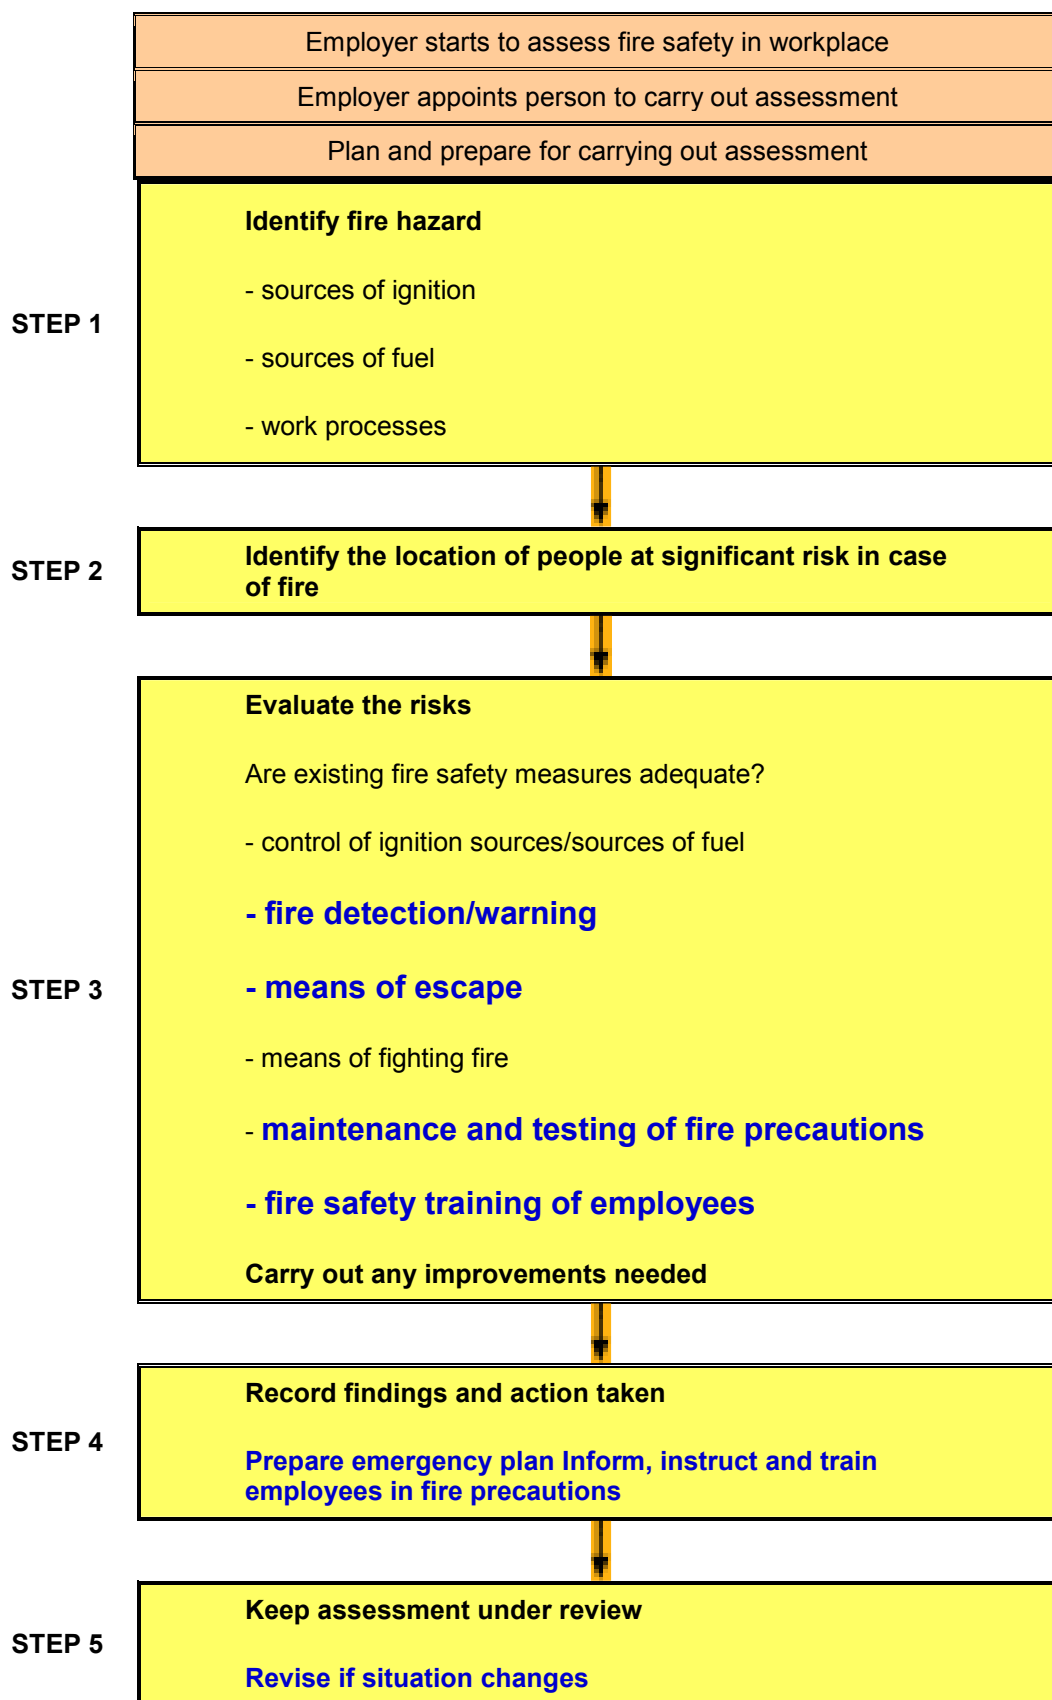 Employer starts to assess fire safety in workplace
Employer appoints person to carry out assessment
Plan and prepare for carrying out assessment
STEP 1
Identify fire hazard
- sources of ignition
- sources of fuel
- work processes
STEP 2
Identify the location of people at significant risk in case
of fire
STEP 3
Evaluate the risks
Are existing fire safety measures adequate?
- control of ignition sources/sources of fuel
- fire detection/warning
- means of escape
- means of fighting fire
- maintenance and testing of fire precautions
- fire safety training of employees
Carry out any improvements needed
STEP 4
Record findings and action taken
Prepare emergency plan Inform, instruct and train
employees in fire precautions
STEP 5
Keep assessment under review
Revise if situation changes